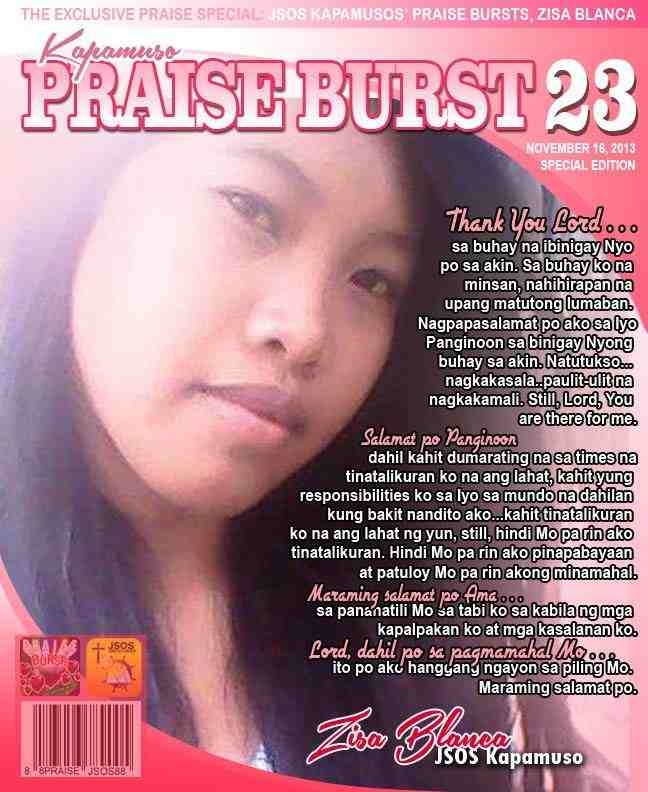 THE EXCLUSIVE PRAISE SPECIAL: JSOS KAPAMUSOS' PRAISE BURSTS, ZISA BLANCA
Kapamuso
PRAISE BURST 23
NOVEMBER 16, 2013
SPECIAL EDITION
Thank You Lord . . .
sa buhay na ibinigay Nyo
po sa akin. Sa buhay ko na
minsan, nahihirapan na
upang matutong lumaban.
Nagpapasalamat po ako sa Iyo
Panginoon sa binigay Nyong
buhay sa akin. Natutukso...
nagkakasala..paulit-ulit na
nagkakamali. Still, Lord, You
are there for me.
Salamat po Panginoon
dahil kahit dumarating na sa times na
tinatalikuran ko na ang lahat, kahit yung
responsibilities ko sa Iyo sa mundo na dahilan
kung bakit nandito ako...kahit tinatalikuran
ko na ang lahat ng yun, still, hindi Mo pa rin ako
tinatalikuran. Hindi Mo pa rin ako pinapabayaan
at patuloy Mo pa rin akong minamahal.
Maraming salamat po Ama . . .
sa pananatili Mo sa tabi ko sa kabila ng mga
kapalpakan ko at mga kasalanan ko.
Lord, dahil po sa pagmamahal Mo . . .
ito po ako hanggang ngayon sa piling Mo.
Maraming salamat po.
Zisa Blanca
JSOS Kapamuso
BURST
JSOS
8 8PRAISE JSOS88